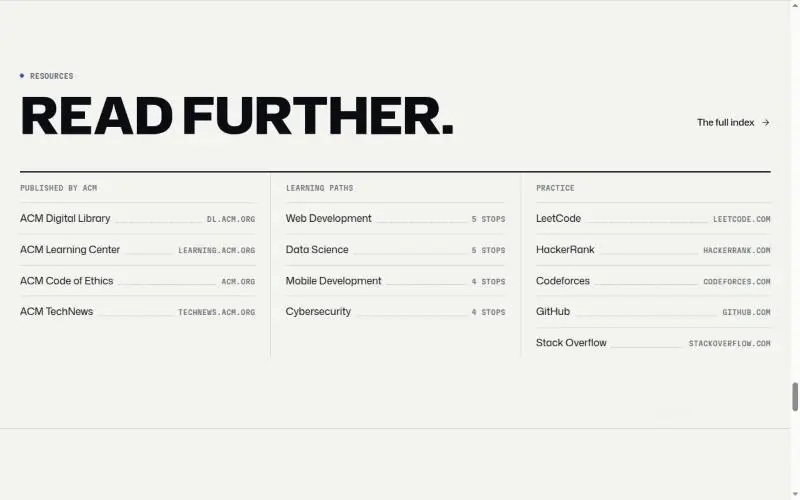 RESOURCES
READ FURTHER.
The full index →
PUBLISHED BY ACM
ACM Digital Library DL.ACM.ORG
ACM Learning Center LEARNING.ACM.ORG
ACM Code of Ethics ACM.ORG
ACM TechNews TECHNEWS.ACM.ORG
LEARNING PATHS
Web Development 5 STOPS
Data Science 5 STOPS
Mobile Development 4 STOPS
Cybersecurity 4 STOPS
PRACTICE
LeetCode LEETCODE.COM
HackerRank HACKERRANK.COM
Codeforces CODEFORCES.COM
GitHub GITHUB.COM
Stack Overflow STACKOVERFLOW.COM